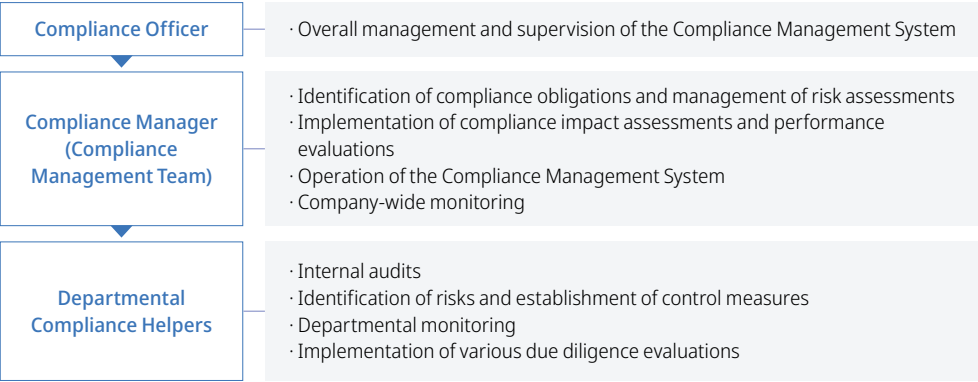 Compliance Officer
· Overall management and supervision of the Compliance Management System
Compliance Manager
(Compliance
Management Team)
· Identification of compliance obligations and management of risk assessments
· Implementation of compliance impact assessments and performance
evaluations
· Operation of the Compliance Management System
· Company-wide monitoring
Departmental
Compliance Helpers
· Internal audits
· Identification of risks and establishment of control measures
· Departmental monitoring
· Implementation of various due diligence evaluations